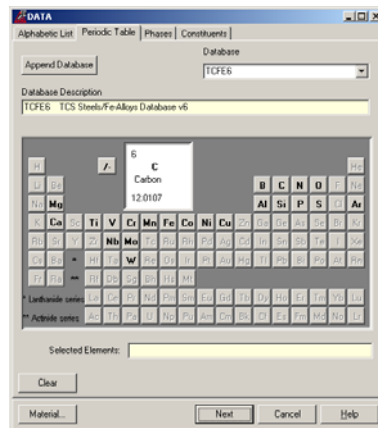 DATA
Alphabetic List Periodic Table Phases Constituents
Database
Append Database
TCFE6
Database Description
TCFE6 TCS Steels/Fe-Alloys Database v6
6
C
Carbon
12.0107
H /- He
Li Be B C N O F Ne
Na Mg Al Si P S Cl Ar
K Ca Sc Ti V Cr Mn Fe Co Ni Cu Zn Ga Ge As Se Br Kr
Rb Sr Y Zr Nb Mo Tc Ru Rh Pd Ag Cd In Sn Sb Te I Xe
Cs Ba * Hf Ta W Re Os Ir Pt Au Hg Tl Pb Bi Po At Rn
Fr Ra ** Rf Db Sg Bh Hs Mt
* Lanthanide series La Ce Pr Nd Pm Sm Eu Gd Tb Dy Ho Er Tm Yb Lu
** Actinide series Ac Th Pa U Np Pu Am Cm Bk Cf Es Fm Md No Lr
Selected Elements:
Clear
Material... Next Cancel Help